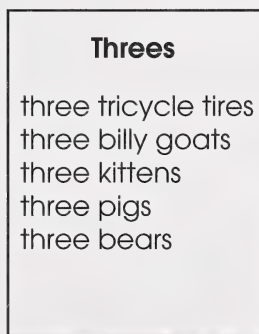 Threes
three tricycle tires
three billy goats
three kittens
three pigs
three bears